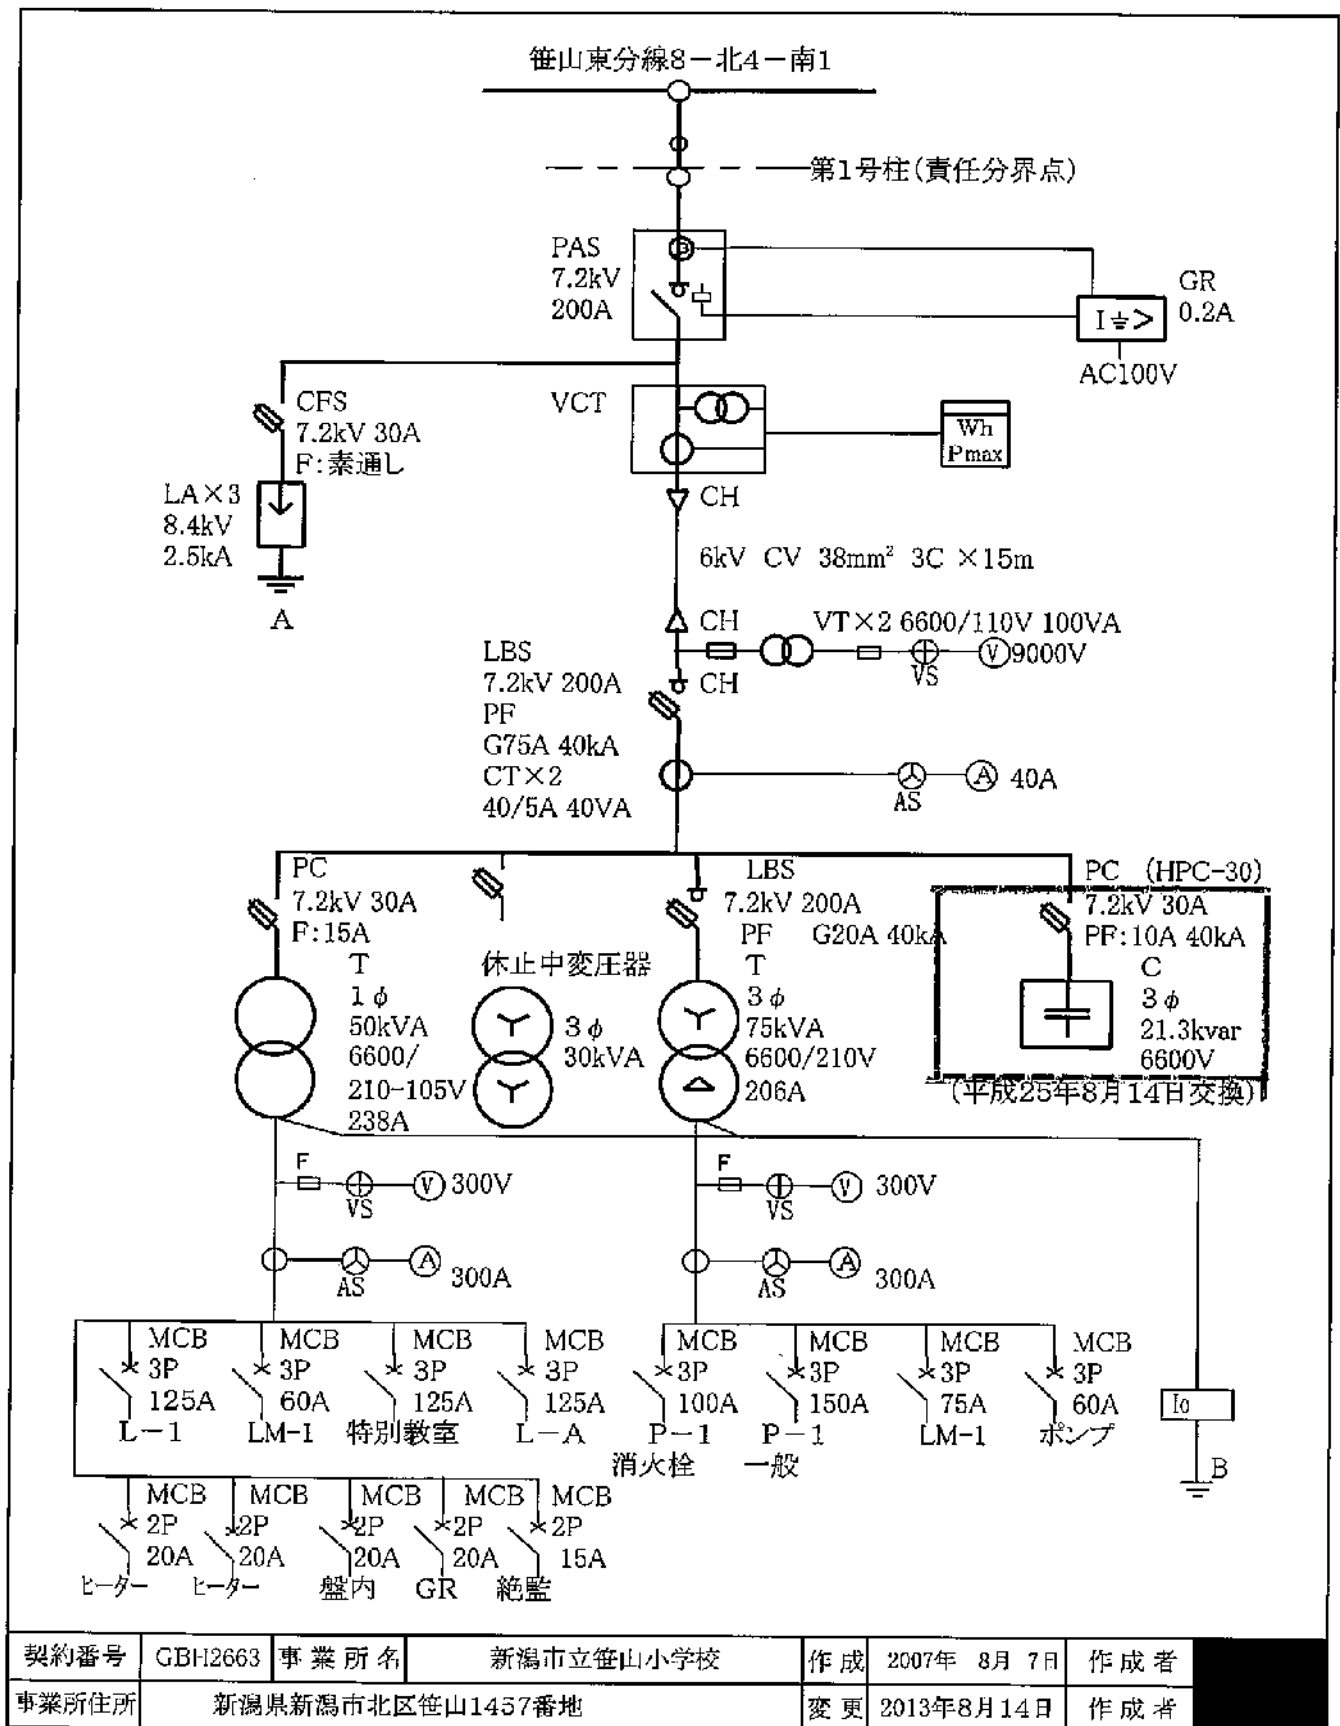 笹山東分線8-北4-南1
第1号柱(責任分界点)
PAS
7.2kV
200A
GR
0.2A
I >
AC100V
CFS
7.2kV 30A
F:素通し
VCT
Wh
Pmax
LA×3
8.4kV
2.5kA
A
CH
6kV CV 38mm² 3C ×15m
CH
VT×2 6600/110V 100VA
V 9000V
VS
LBS
7.2kV 200A
CH
PF
G75A 40kA
CT×2
40/5A 40VA
A 40A
AS
PC
7.2kV 30A
F:15A
T
1φ
50kVA
6600/
210-105V
238A
休止中変圧器
3φ
30kVA
LBS
7.2kV 200A
PF G20A 40kA
T
3φ
75kVA
6600/210V
206A
PC (HPC-30)
7.2kV 30A
PF:10A 40kA
C
3φ
21.3kvar
6600V
(平成25年8月14日交換)
F
V 300V
VS
F
V 300V
VS
A 300A
AS
A 300A
AS
MCB
3P
125A
L-1
MCB
3P
60A
LM-1
MCB
3P
125A
特別教室
MCB
3P
125A
L-A
MCB
3P
100A
P-1
消火栓
MCB
3P
150A
P-1
一般
MCB
3P
75A
LM-1
MCB
3P
60A
ポンプ
Io
B
MCB
2P
20A
ヒーター
MCB
2P
20A
ヒーター
MCB
2P
20A
盤内
MCB
2P
20A
GR
MCB
2P
15A
絶監
契約番号 GBH2663 事業所名 新潟市立笹山小学校 作成 2007年 8月 7日 作成者
事業所住所 新潟県新潟市北区笹山1457番地 変更 2013年8月14日 作成者